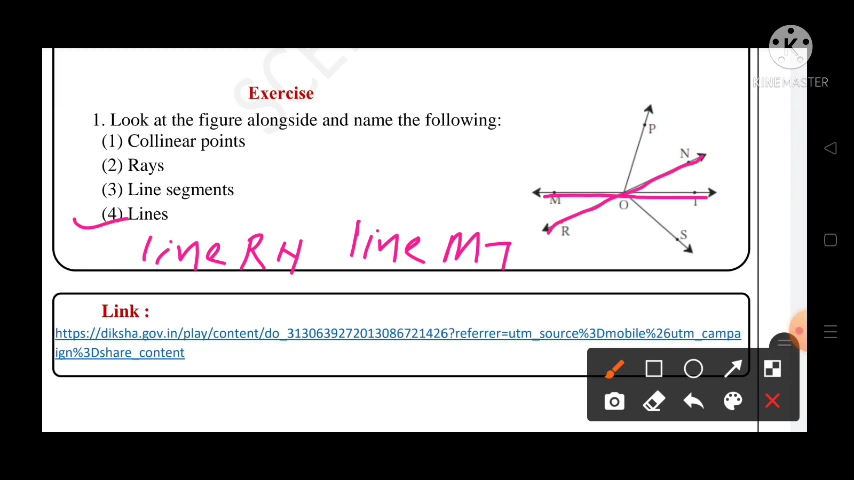 KINEMASTER
Exercise
1. Look at the figure alongside and name the following:
(1) Collinear points
(2) Rays
(3) Line segments
(4) Lines
P
N
M
O
T
R
S
line RN line MT
Link :
https://diksha.gov.in/play/content/do_3130639272013086721426?referrer=utm_source%3Dmobile%26utm_campa
ign%3Dshare_content